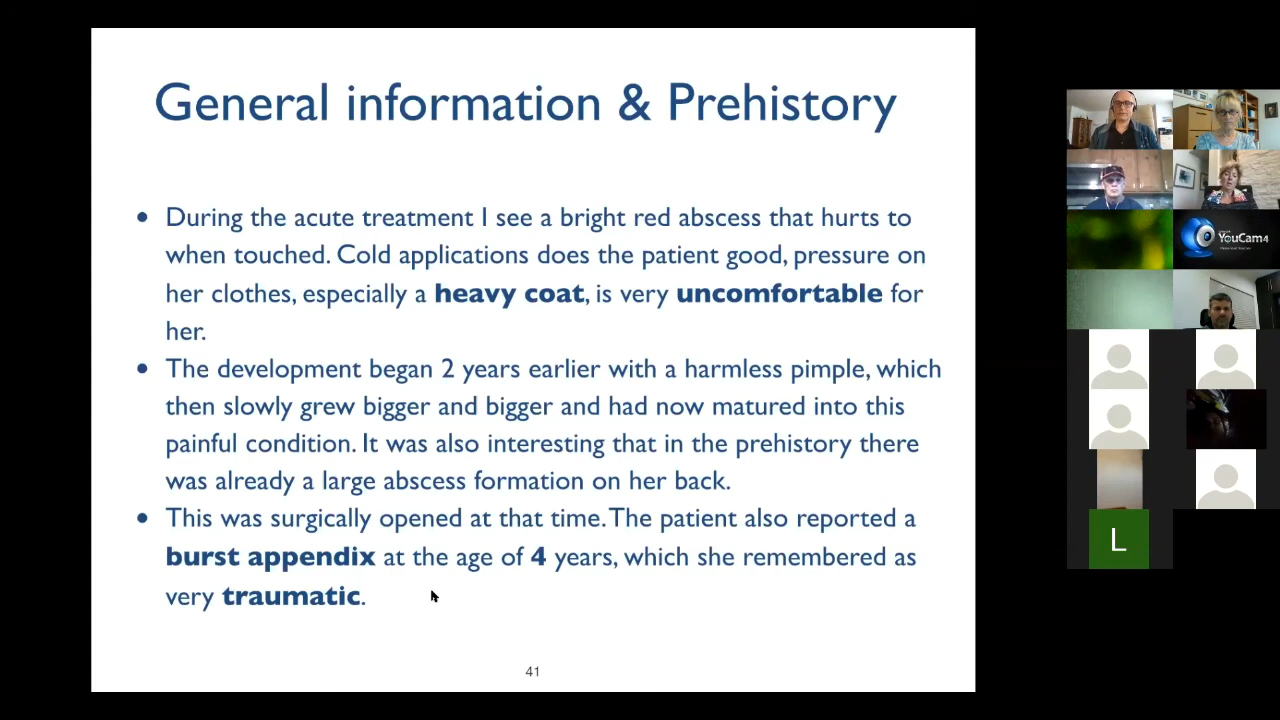 General information & Prehistory
• During the acute treatment I see a bright red abscess that hurts to
when touched. Cold applications does the patient good, pressure on
her clothes, especially a heavy coat, is very uncomfortable for
her.
• The development began 2 years earlier with a harmless pimple, which
then slowly grew bigger and bigger and had now matured into this
painful condition. It was also interesting that in the prehistory there
was already a large abscess formation on her back.
• This was surgically opened at that time. The patient also reported a
burst appendix at the age of 4 years, which she remembered as
very traumatic.
41
YouCam4
L